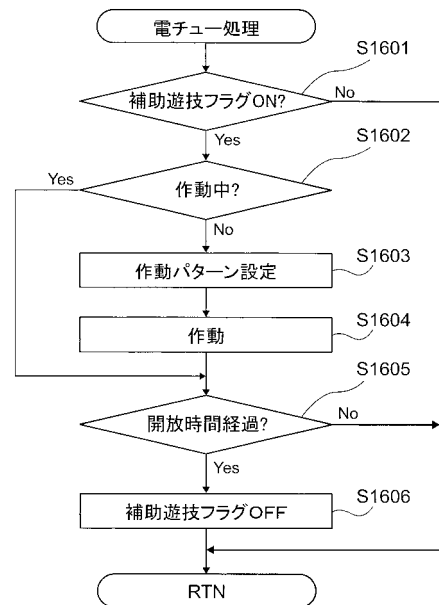 電チュー処理
S1601
補助遊技フラグON?
No
Yes
S1602
Yes
作動中?
No
S1603
作動パターン設定
S1604
作動
S1605
開放時間経過?
No
Yes
S1606
補助遊技フラグOFF
RTN